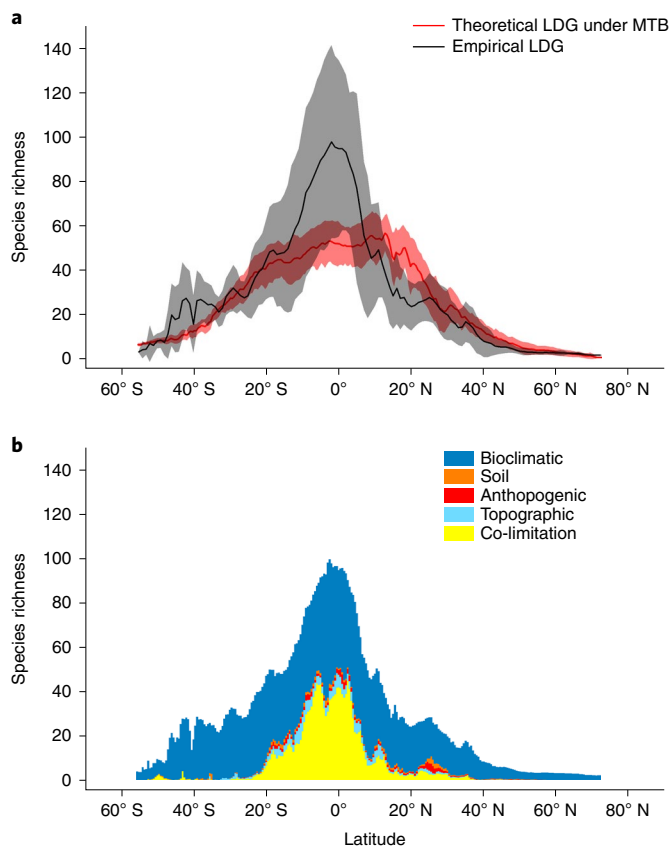 a
Theoretical LDG under MTB
Empirical LDG
140
120
100
80
60
40
20
0
Species richness
60° S
40° S
20° S
0°
20° N
40° N
60° N
80° N
b
Bioclimatic
Soil
Anthopogenic
Topographic
Co-limitation
140
120
100
80
60
40
20
0
Species richness
60° S
40° S
20° S
0°
20° N
40° N
60° N
80° N
Latitude